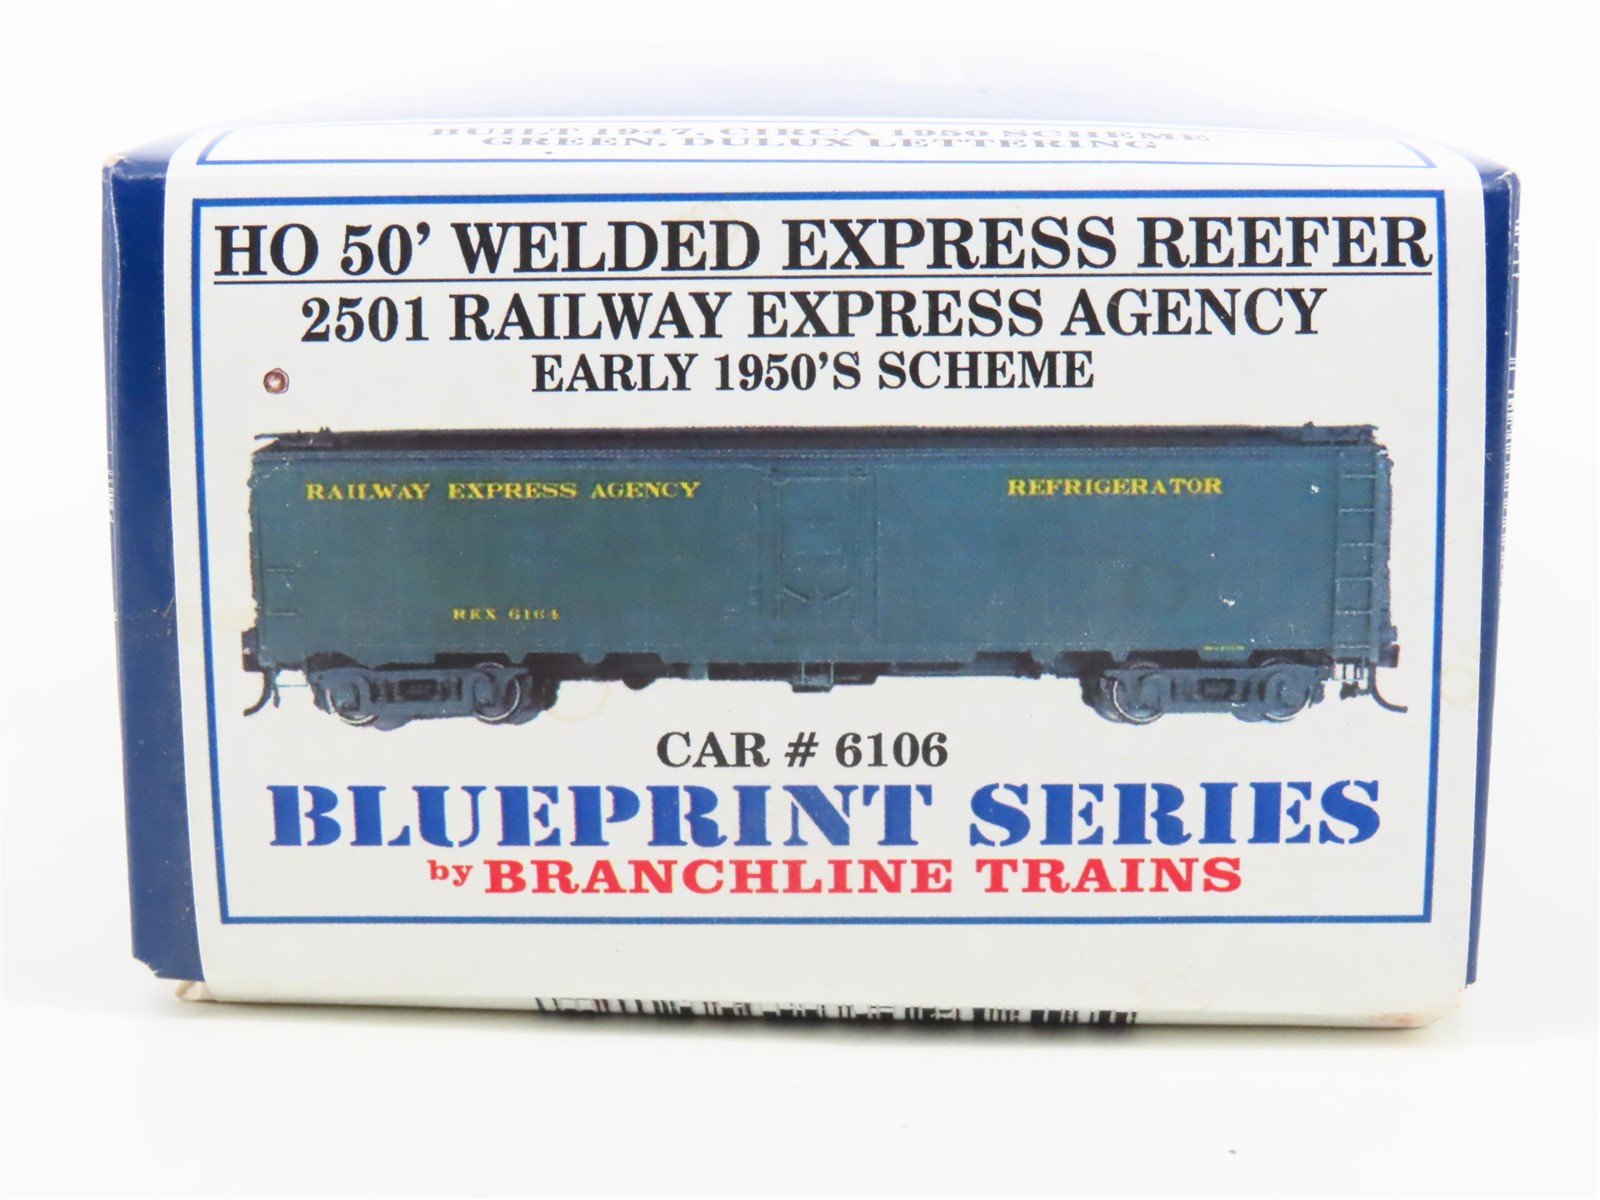 BUILT 1947, CIRCA 1950 SCHEME
GREEN, DULUX LETTERING
HO 50' WELDED EXPRESS REEFER
2501 RAILWAY EXPRESS AGENCY
EARLY 1950'S SCHEME
RAILWAY EXPRESS AGENCY
REFRIGERATOR
REX 6164
CAR # 6106
BLUEPRINT SERIES
by BRANCHLINE TRAINS